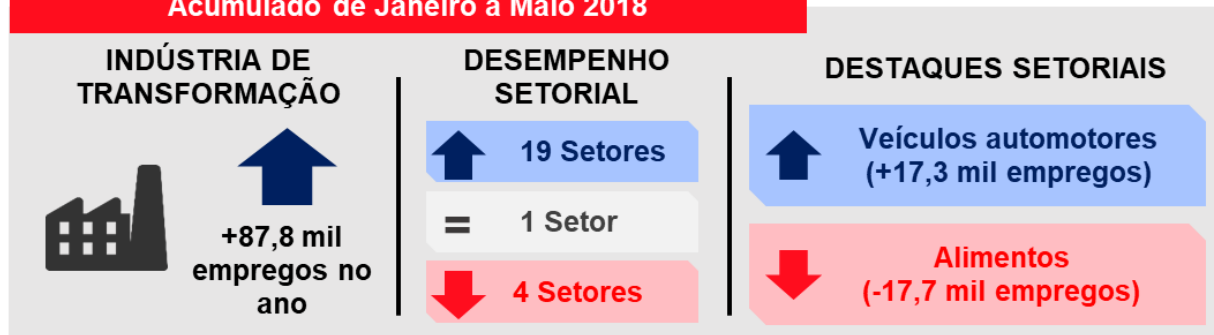 Acumulado de Janeiro a Maio 2018
INDÚSTRIA DE
TRANSFORMAÇÃO
+87,8 mil
empregos no
ano
DESEMPENHO
SETORIAL
19 Setores
= 1 Setor
4 Setores
DESTAQUES SETORIAIS
Veículos automotores
(+17,3 mil empregos)
Alimentos
(-17,7 mil empregos)